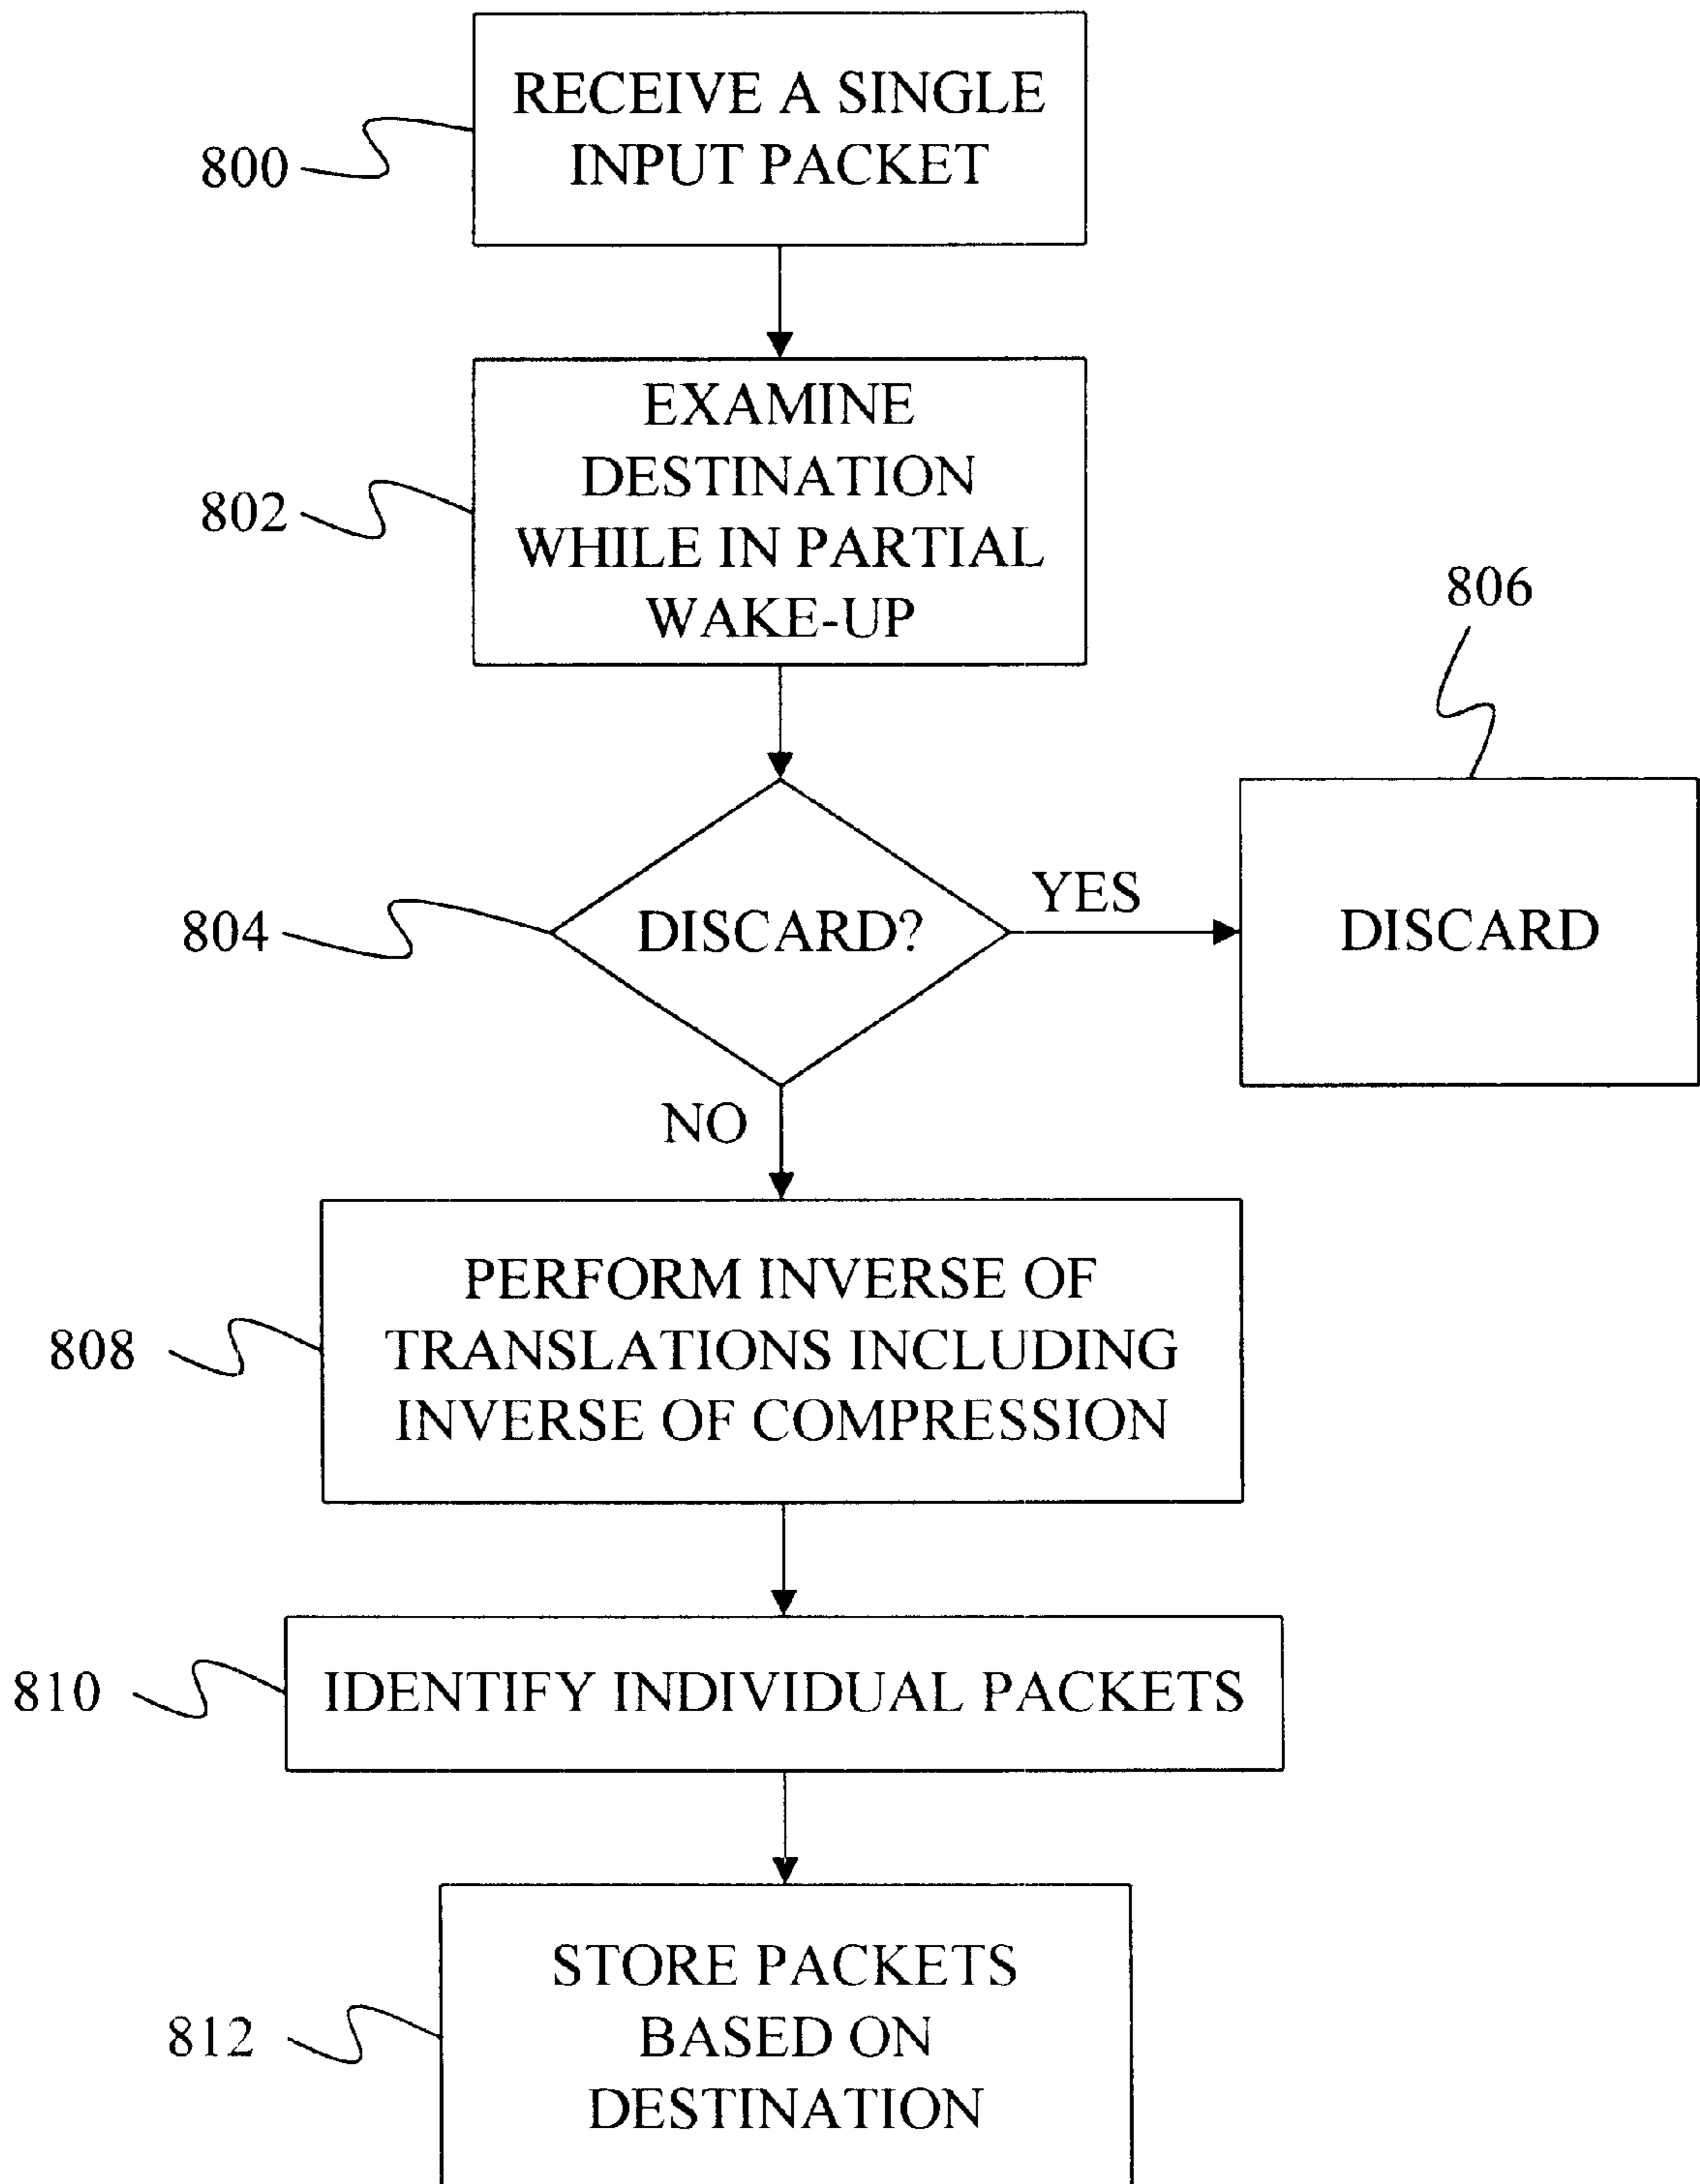 RECEIVE A SINGLE
INPUT PACKET
800
EXAMINE
DESTINATION
WHILE IN PARTIAL
WAKE-UP
802
806
804
DISCARD?
YES
DISCARD
NO
PERFORM INVERSE OF
TRANSLATIONS INCLUDING
INVERSE OF COMPRESSION
808
810
IDENTIFY INDIVIDUAL PACKETS
STORE PACKETS
BASED ON
DESTINATION
812